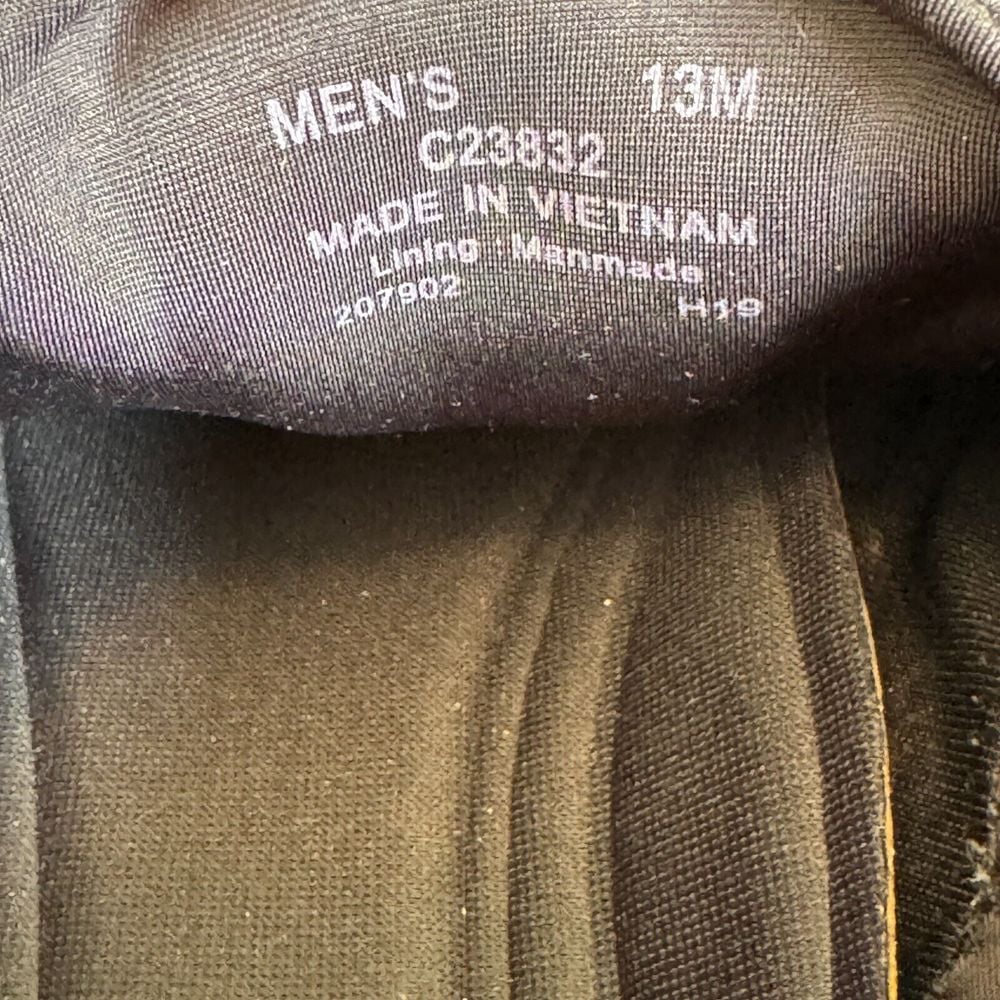 MEN'S 13M
C23832
MADE IN VIETNAM
Lining · Manmade
207902 H19